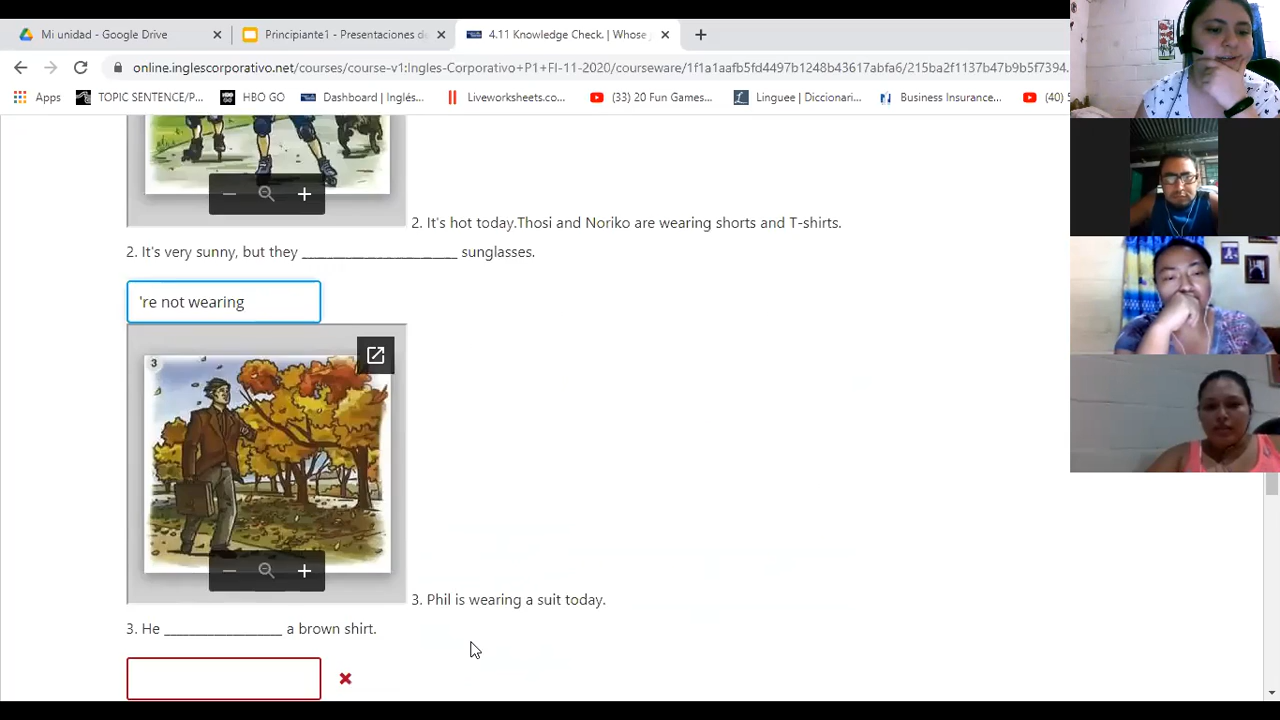 Mi unidad - Google Drive
Principiante1 - Presentaciones de
4.11 Knowledge Check. | Whose
online.inglescorporativo.net/courses/course-v1:Ingles-Corporativo+P1+FI-11-2020/courseware/1f1a1aafb5fd4497b1248b43617abfa6/215ba2f1137b47b9b5f7394.
Apps
TOPIC SENTENCE/P...
HBO GO
Dashboard | Inglés...
Liveworksheets.co...
(33) 20 Fun Games...
Linguee | Diccionari...
Business Insurance...
(40)
2. It's hot today.Thosi and Noriko are wearing shorts and T-shirts.
2. It's very sunny, but they ____________________ sunglasses.
're not wearing
3
3. Phil is wearing a suit today.
3. He _______________ a brown shirt.